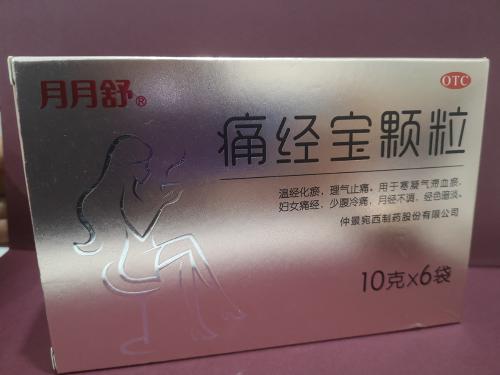 月月舒®
OTC
痛经宝颗粒
温经化瘀，理气止痛。用于寒凝气滞血瘀，
妇女痛经，少腹冷痛，月经不调，经色暗淡。
仲景宛西制药股份有限公司
10克x6袋